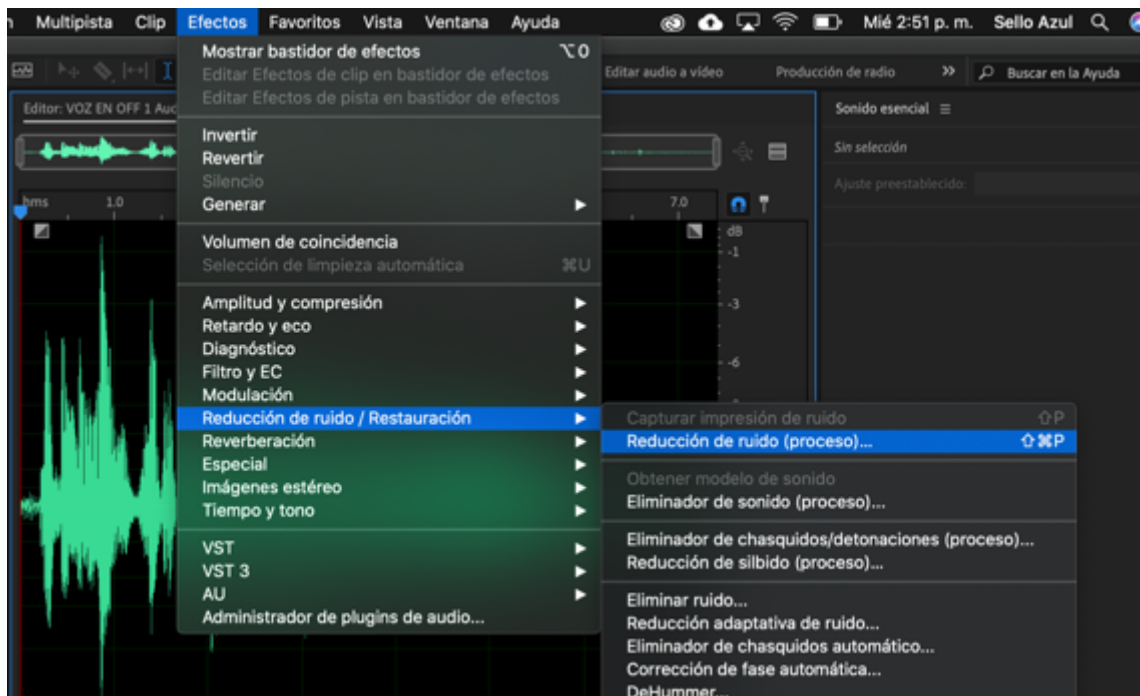 Multipista Clip Efectos Favoritos Vista Ventana Ayuda Mié 2:51 p. m. Sello Azul
Mostrar bastidor de efectos ⌥0
Editar Efectos de clip en bastidor de efectos
Editar Efectos de pista en bastidor de efectos
Editar audio a vídeo Producción de radio >> Buscar en la Ayuda
Editor: VOZ EN OFF 1
Invertir
Revertir
Silencio
Generar
Volumen de coincidencia
Selección de limpieza automática ⌘U
Amplitud y compresión
Retardo y eco
Diagnóstico
Filtro y EC
Modulación
Reducción de ruido / Restauración
Reverberación
Especial
Imágenes estéreo
Tiempo y tono
VST
VST 3
AU
Administrador de plugins de audio...
Sonido esencial
Sin selección
Ajuste preestablecido:
hms 1.0 7.0
dB
-1
-3
-6
Capturar impresión de ruido ⇧P
Reducción de ruido (proceso)... ⇧⌘P
Obtener modelo de sonido
Eliminador de sonido (proceso)...
Eliminador de chasquidos/detonaciones (proceso)...
Reducción de silbido (proceso)...
Eliminar ruido...
Reducción adaptativa de ruido...
Eliminador de chasquidos automático...
Corrección de fase automática...
DeHummer...